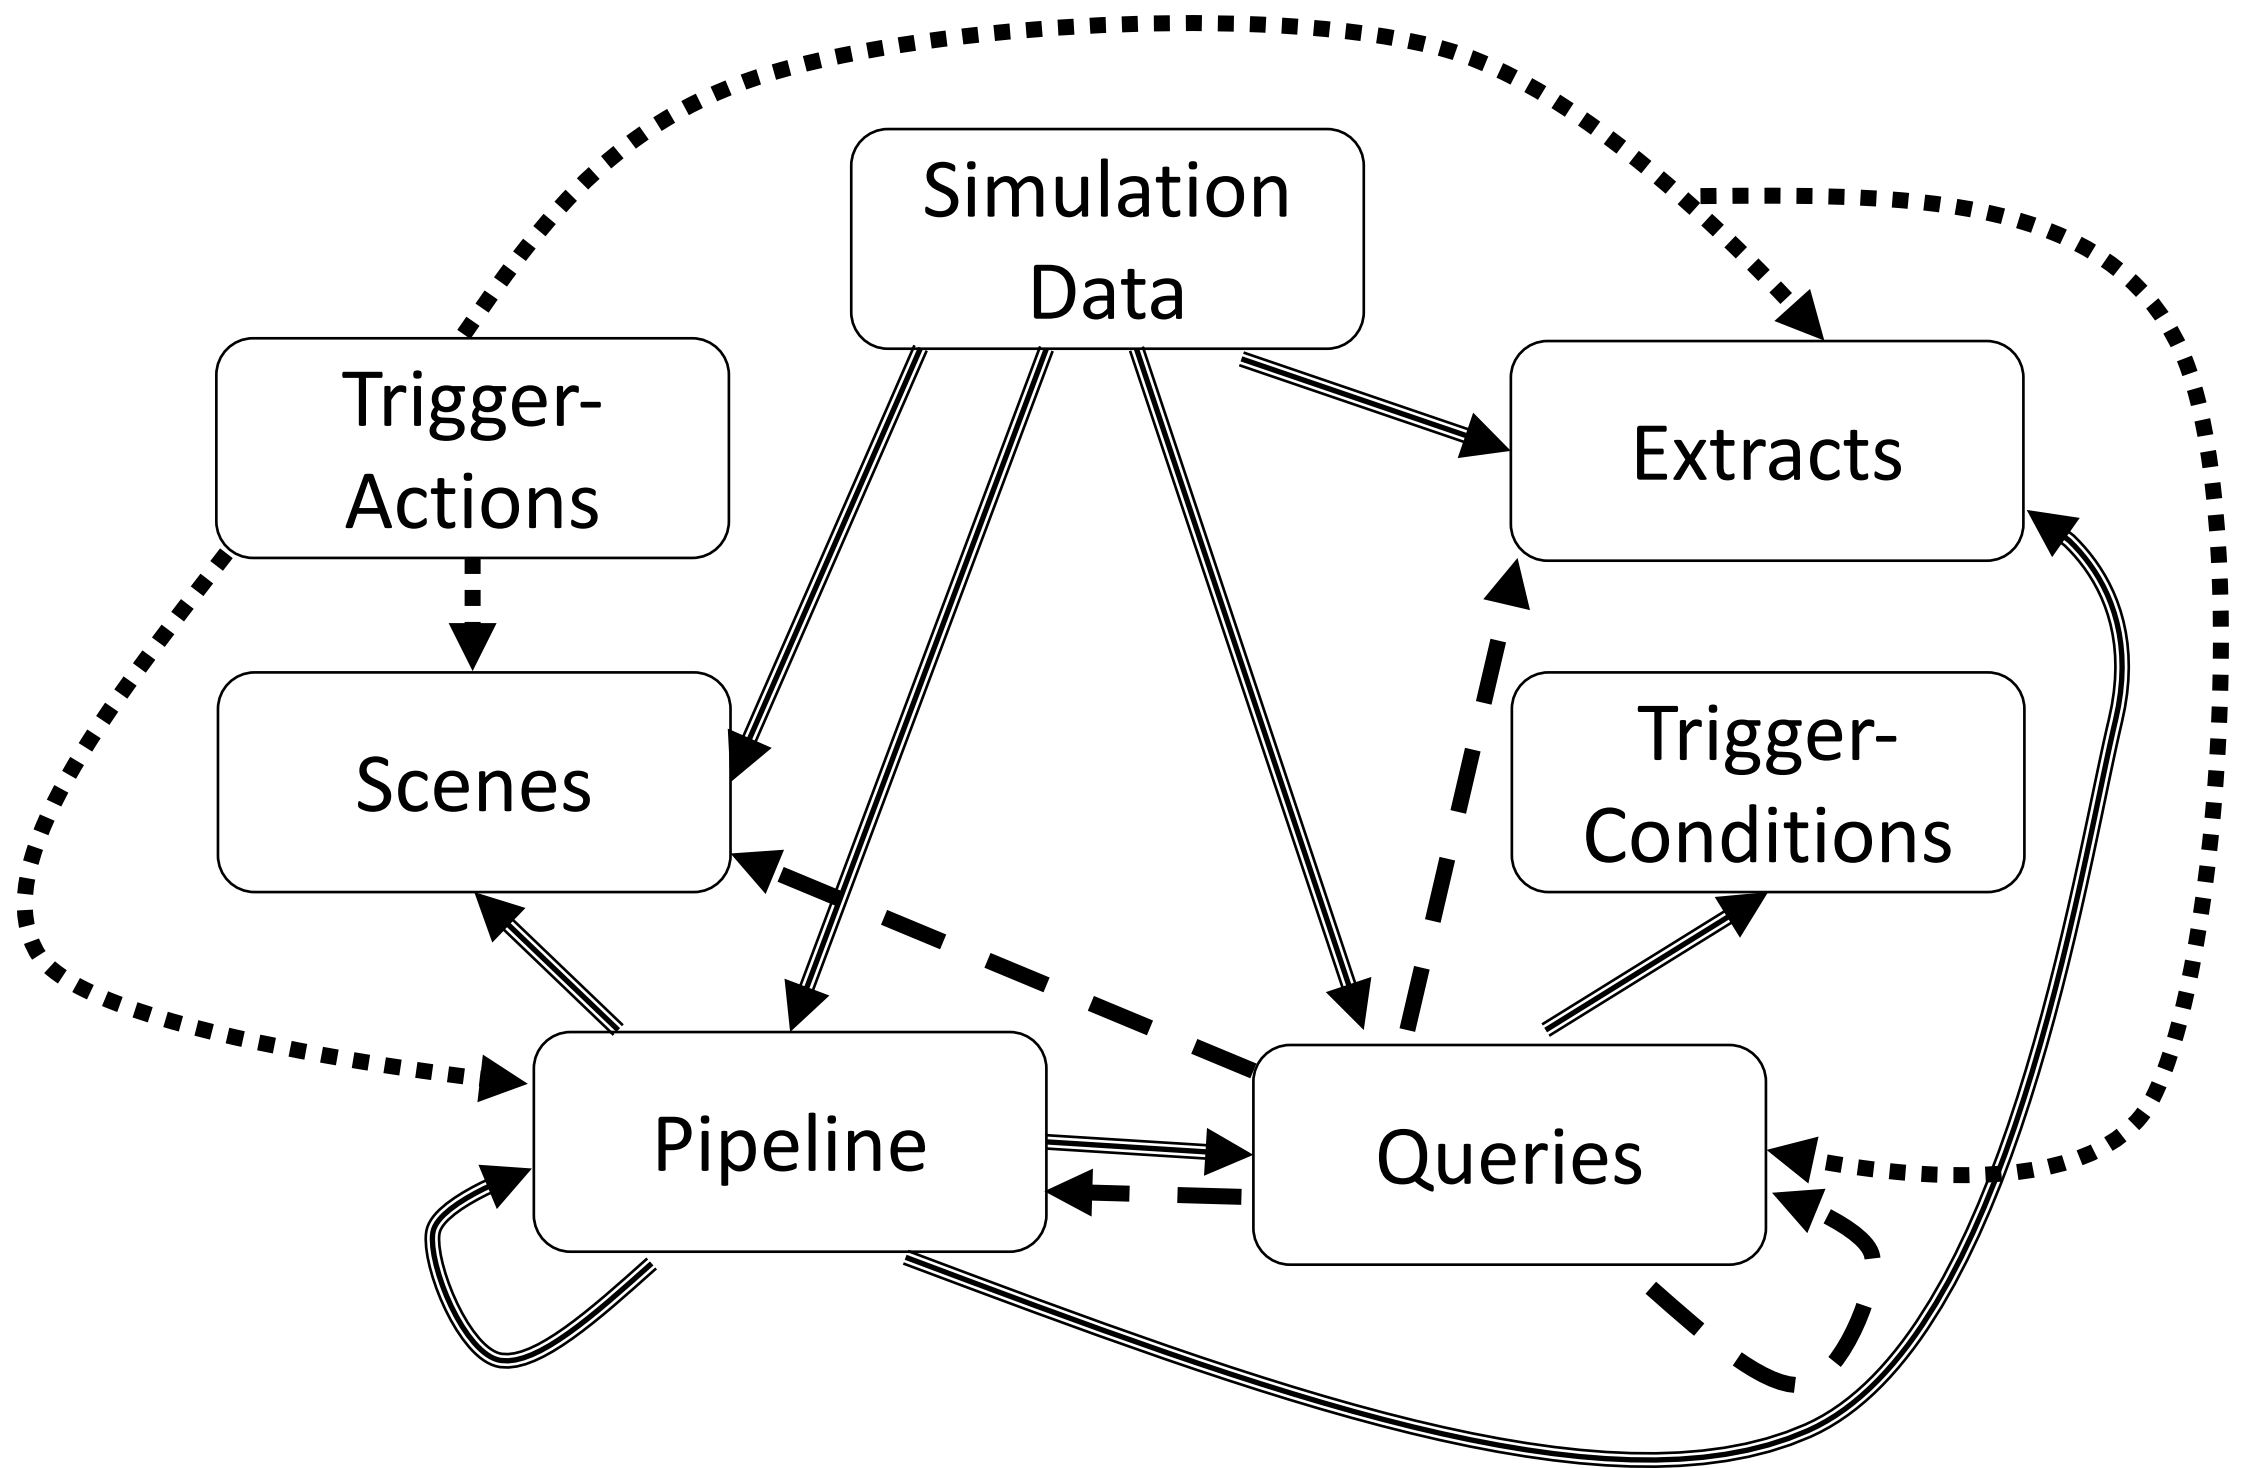 Simulation
Data
Trigger-
Actions
Extracts
Scenes
Trigger-
Conditions
Pipeline
Queries